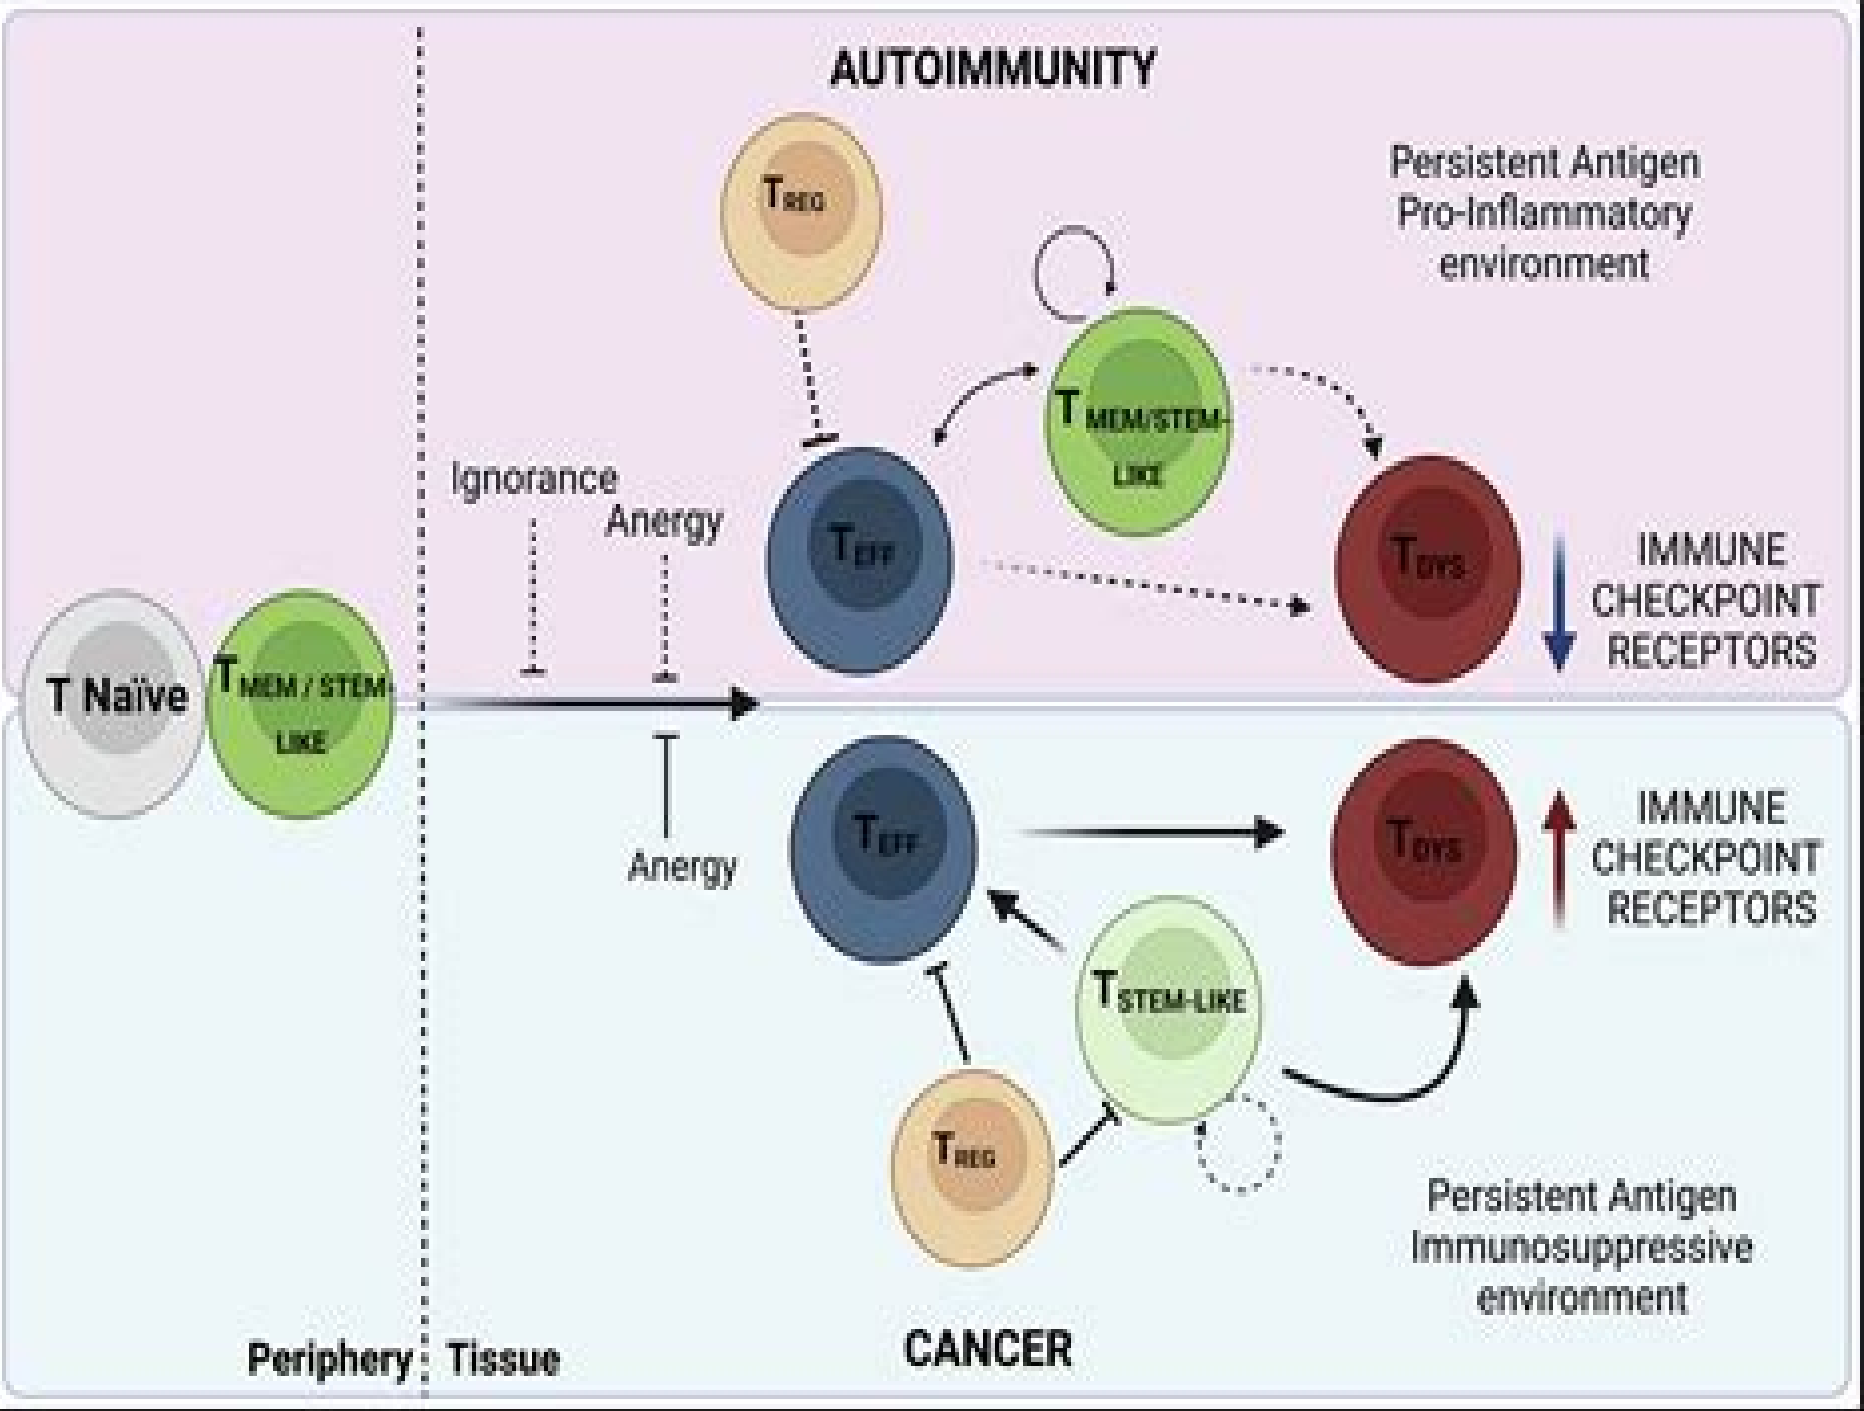 AUTOIMMUNITY
TREG
Persistent Antigen
Pro-Inflammatory
environment
T MEM/STEM-
LIKE
Ignorance
Anergy
TEFF
TDYS
IMMUNE
CHECKPOINT
RECEPTORS
T Naïve
TMEM / STEM-
LIKE
TEFF
TDYS
IMMUNE
CHECKPOINT
RECEPTORS
Anergy
TSTEM-LIKE
TREG
Persistent Antigen
Immunosuppressive
environment
CANCER
Periphery
Tissue